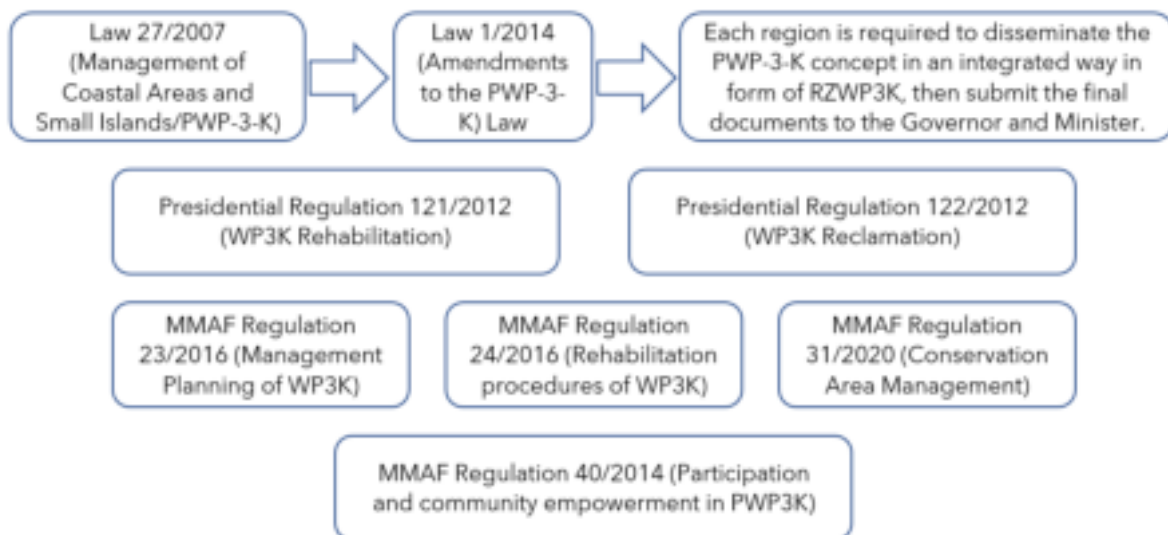 Law 27/2007
(Management of
Coastal Areas and
Small Islands/PWP-3-K)
Law 1/2014
(Amendments
to the PWP-3-
K) Law
Each region is required to disseminate the
PWP-3-K concept in an integrated way in
form of RZWP3K, then submit the final
documents to the Governor and Minister.
Presidential Regulation 121/2012
(WP3K Rehabilitation)
Presidential Regulation 122/2012
(WP3K Reclamation)
MMAF Regulation
23/2016 (Management
Planning of WP3K)
MMAF Regulation
24/2016 (Rehabilitation
procedures of WP3K)
MMAF Regulation
31/2020 (Conservation
Area Management)
MMAF Regulation 40/2014 (Participation
and community empowerment in PWP3K)